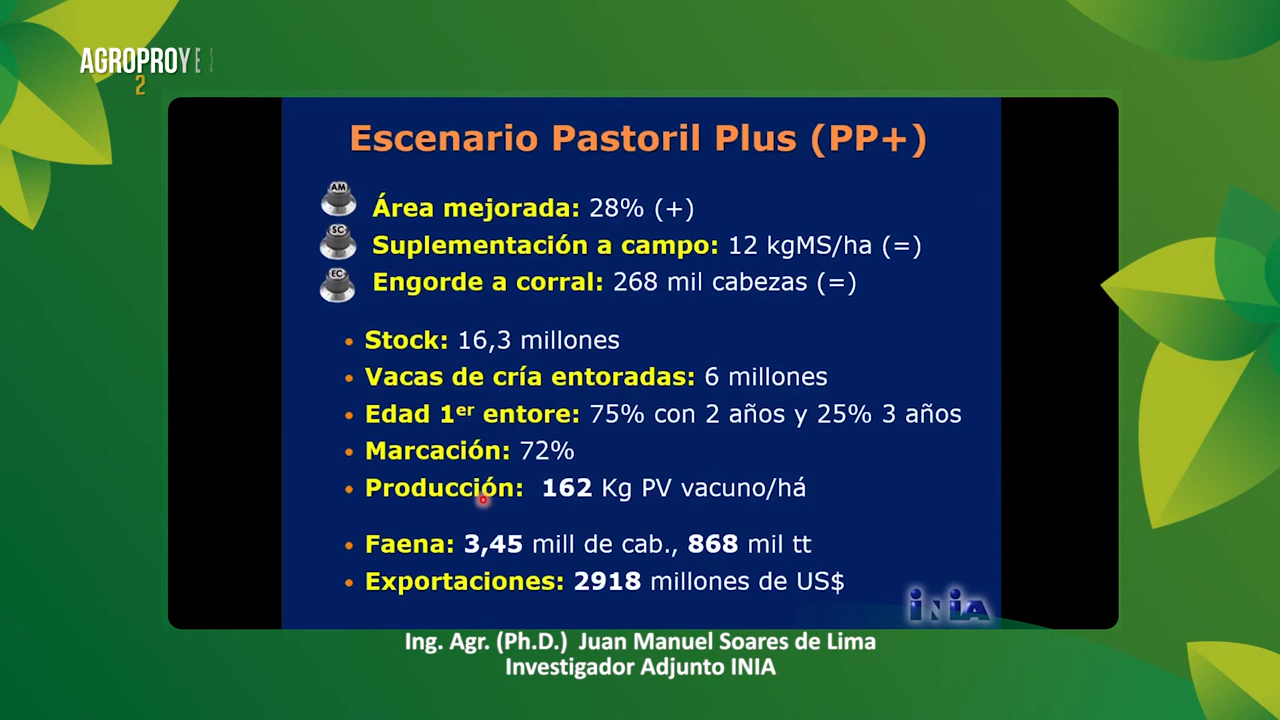 AGROPROYE
2
Escenario Pastoril Plus (PP+)
AM Área mejorada: 28% (+)
SC Suplementación a campo: 12 kgMS/ha (=)
EC Engorde a corral: 268 mil cabezas (=)
• Stock: 16,3 millones
• Vacas de cría entoradas: 6 millones
• Edad 1er entore: 75% con 2 años y 25% 3 años
• Marcación: 72%
• Producción: 162 Kg PV vacuno/há
• Faena: 3,45 mill de cab., 868 mil tt
• Exportaciones: 2918 millones de US$
INIA
Ing. Agr. (Ph.D.) Juan Manuel Soares de Lima
Investigador Adjunto INIA